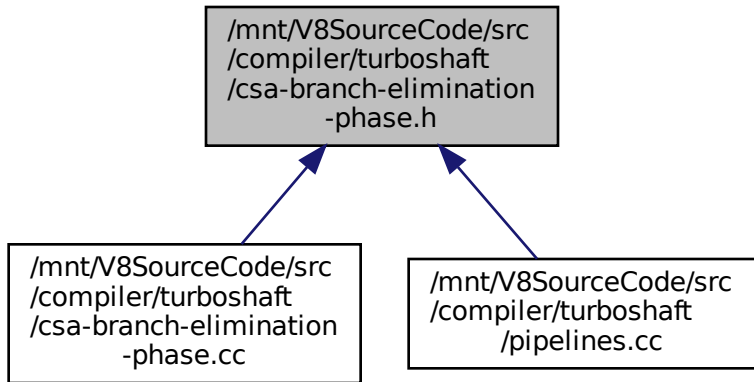 /mnt/V8SourceCode/src
/compiler/turboshaft
/csa-branch-elimination
-phase.h
/mnt/V8SourceCode/src
/compiler/turboshaft
/csa-branch-elimination
-phase.cc
/mnt/V8SourceCode/src
/compiler/turboshaft
/pipelines.cc